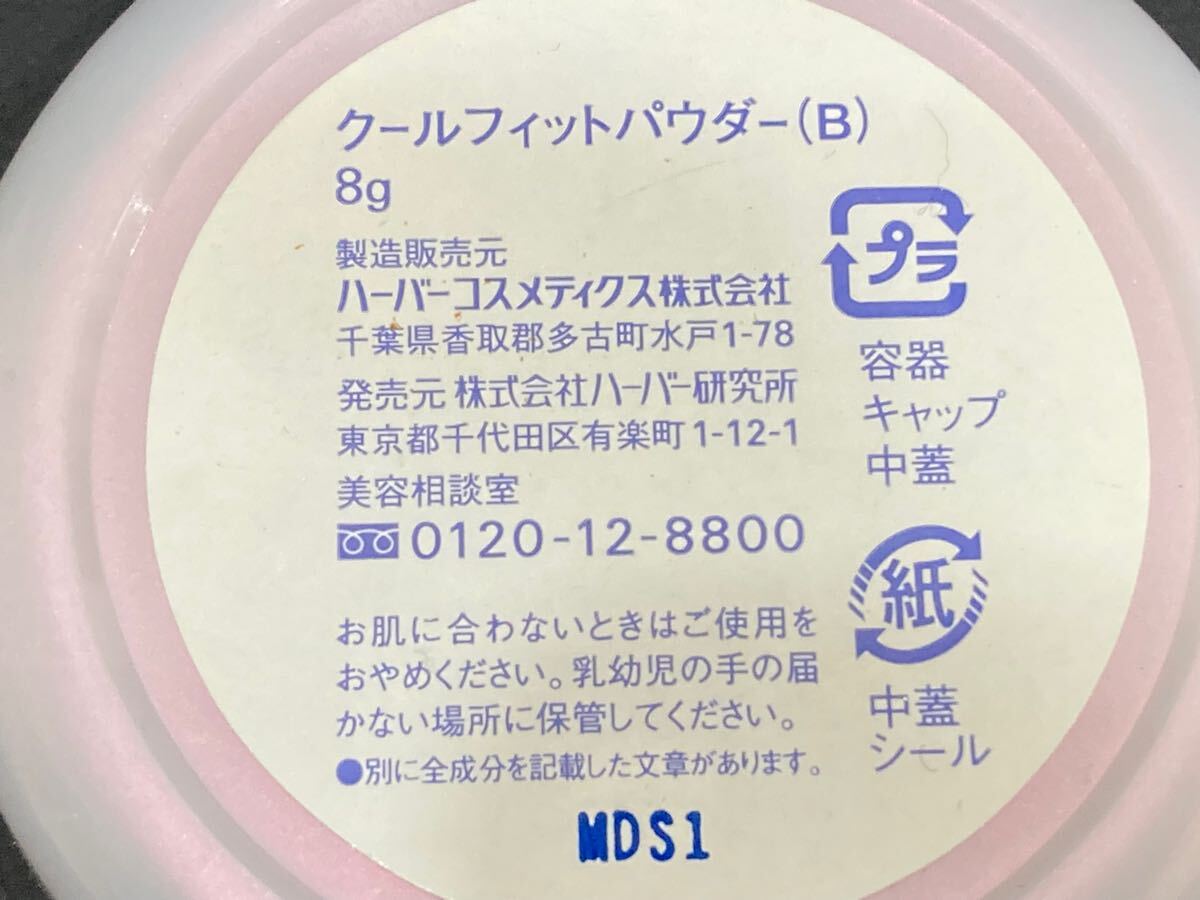 クールフィットパウダー(B)
8g
製造販売元
ハーバーコスメティクス株式会社
千葉県香取郡多古町水戸1-78
発売元 株式会社ハーバー研究所
東京都千代田区有楽町1-12-1
美容相談室
0120-12-8800
お肌に合わないときはご使用を
おやめください。乳幼児の手の届
かない場所に保管してください。
●別に全成分を記載した文章があります。
MDS1
プラ
容器
キャップ
中蓋
紙
中蓋
シール